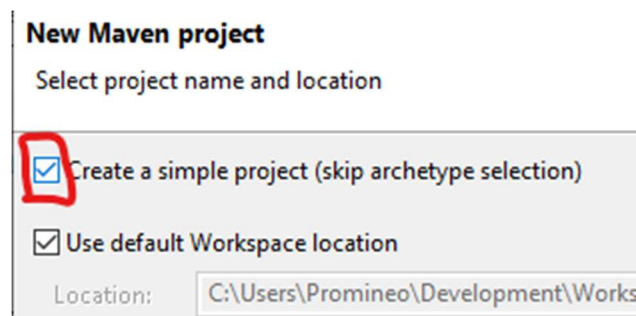 New Maven project
Select project name and location
Create a simple project (skip archetype selection)
Use default Workspace location
Location: C:\Users\Promineo\Development\Works